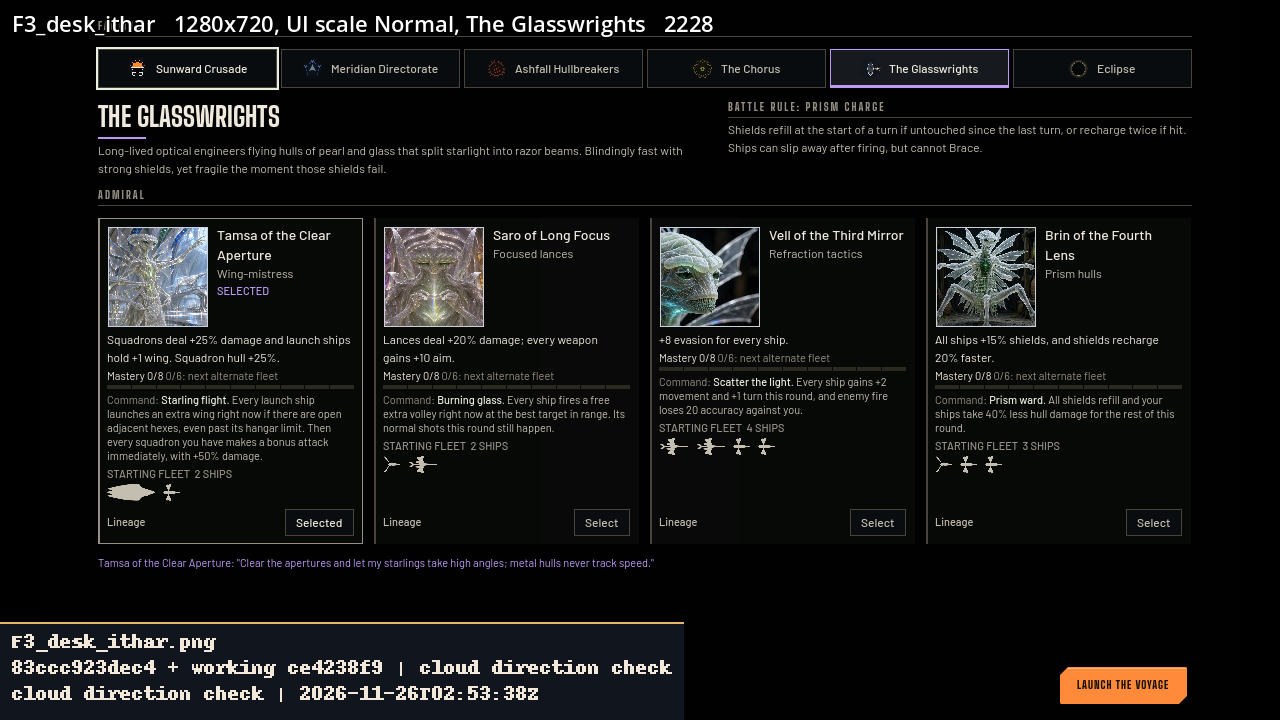 F3_desk_ithar 1280x720, UI scale Normal, The Glasswrights 2228
Sunward Crusade
Meridian Directorate
Ashfall Hullbreakers
The Chorus
The Glasswrights
Eclipse
THE GLASSWRIGHTS
Long-lived optical engineers flying hulls of pearl and glass that split starlight into razor beams. Blindingly fast with
strong shields, yet fragile the moment those shields fail.
BATTLE RULE: PRISM CHARGE
Shields refill at the start of a turn if untouched since the last turn, or recharge twice if hit.
Ships can slip away after firing, but cannot Brace.
ADMIRAL
Tamsa of the Clear
Aperture
Wing-mistress
SELECTED
Squadrons deal +25% damage and launch ships
hold +1 wing. Squadron hull +25%.
Mastery 0/8 0/6: next alternate fleet
Command: Starling flight. Every launch ship
launches an extra wing right now if there are open
adjacent hexes, even past its hangar limit. Then
every squadron you have makes a bonus attack
immediately, with +50% damage.
STARTING FLEET 2 SHIPS
Lineage
Selected
Saro of Long Focus
Focused lances
Lances deal +20% damage; every weapon
gains +10 aim.
Mastery 0/8 0/6: next alternate fleet
Command: Burning glass. Every ship fires a free
extra volley right now at the best target in range. Its
normal shots this round still happen.
STARTING FLEET 2 SHIPS
Lineage
Select
Vell of the Third Mirror
Refraction tactics
+8 evasion for every ship.
Mastery 0/8 0/6: next alternate fleet
Command: Scatter the light. Every ship gains +2
movement and +1 turn this round, and enemy fire
loses 20 accuracy against you.
STARTING FLEET 4 SHIPS
Lineage
Select
Brin of the Fourth
Lens
Prism hulls
All ships +15% shields, and shields recharge
20% faster.
Mastery 0/8 0/6: next alternate fleet
Command: Prism ward. All shields refill and your
ships take 40% less hull damage for the rest of this
round.
STARTING FLEET 3 SHIPS
Lineage
Select
Tamsa of the Clear Aperture: "Clear the apertures and let my starlings take high angles; metal hulls never track speed."
F3_desk_ithar.png
83ccc923dec4 + working ce4238f9 | cloud direction check
cloud direction check | 2026-11-26T02:53:38Z
LAUNCH THE VOYAGE